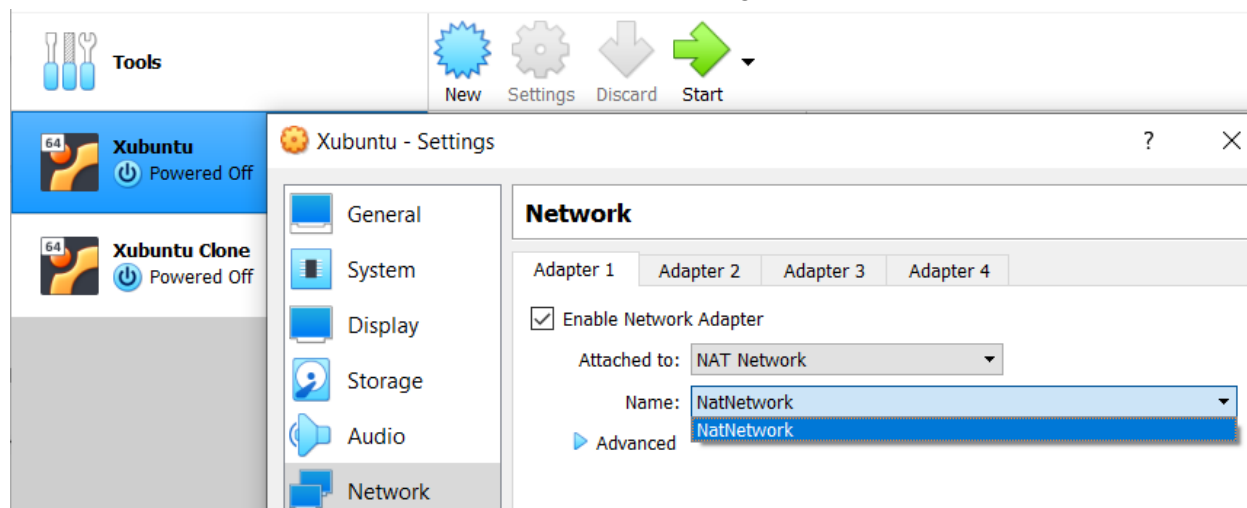 Tools
New Settings Discard Start
64 Xubuntu
Powered Off
64 Xubuntu Clone
Powered Off
Xubuntu - Settings ?
General
System
Display
Storage
Audio
Network
Network
Adapter 1 Adapter 2 Adapter 3 Adapter 4
Enable Network Adapter
Attached to: NAT Network
Name: NatNetwork
NatNetwork
Advanced